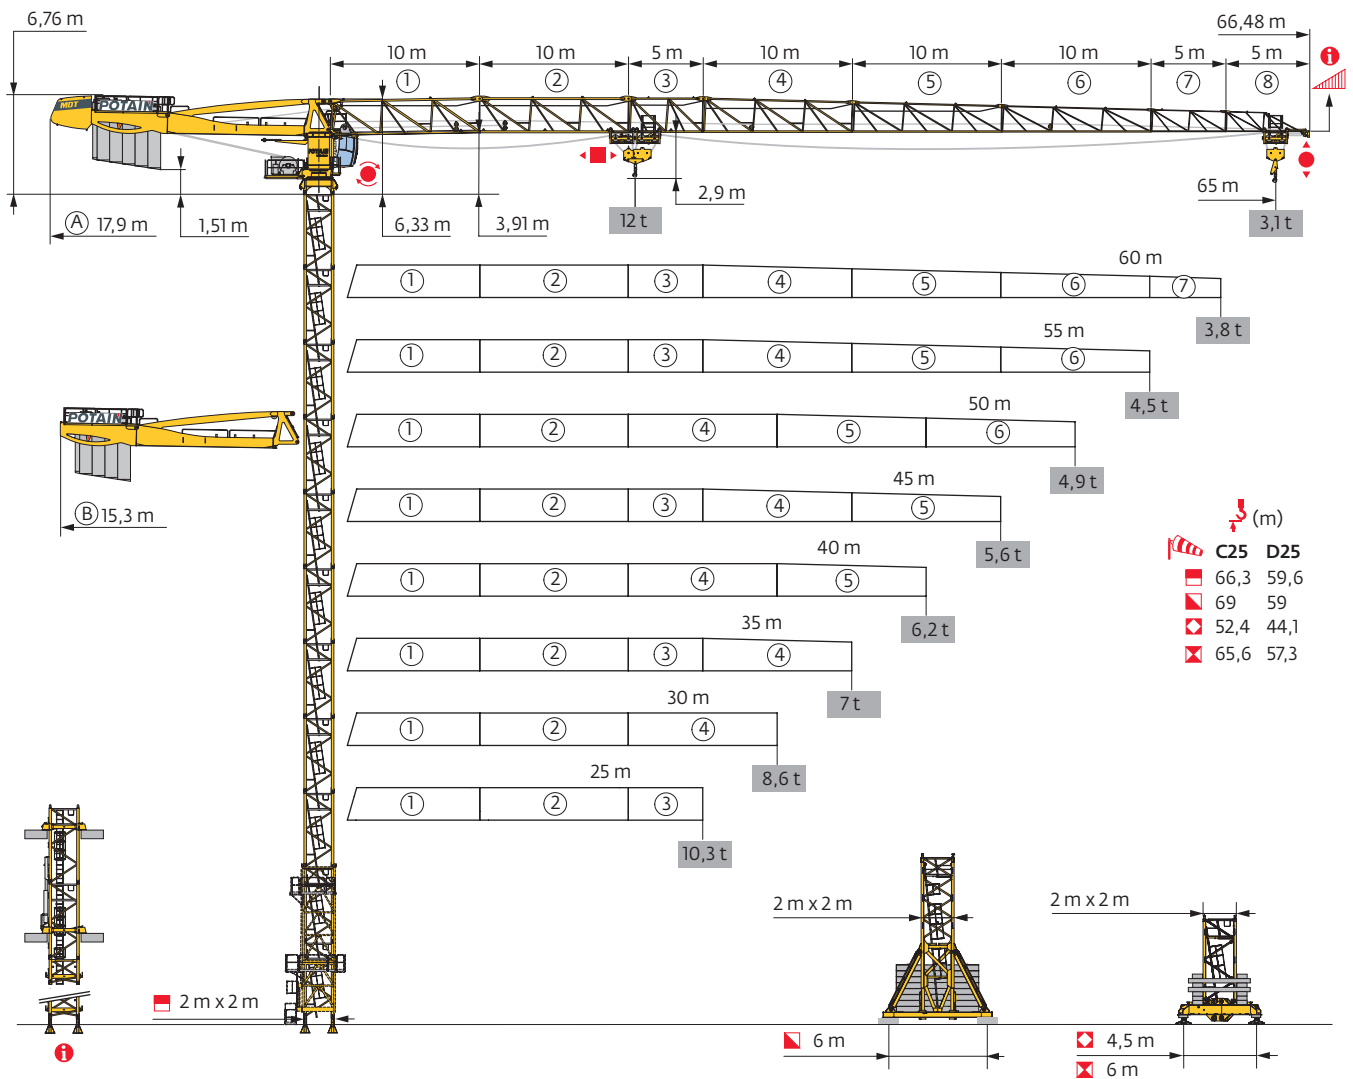 6,76 m
66,48 m
10 m 10 m 5 m 10 m 10 m 10 m 5 m 5 m
1 2 3 4 5 6 7 8
i
MDT POTAIN
POTAIN
2,9 m
65 m
A 17,9 m
1,51 m
6,33 m
3,91 m
12 t
3,1 t
60 m
1 2 3 4 5 6 7
3,8 t
55 m
1 2 3 4 5 6
4,5 t
50 m
POTAIN
1 2 4 5 6
4,9 t
45 m
B 15,3 m
1 2 3 4 5
5,6 t
(m)
C25 D25
66,3 59,6
69 59
52,4 44,1
65,6 57,3
40 m
1 2 4 5
6,2 t
35 m
1 2 3 4
7 t
30 m
1 2 4
8,6 t
25 m
1 2 3
10,3 t
2 m x 2 m
2 m x 2 m
2 m x 2 m
i
6 m
4,5 m
6 m